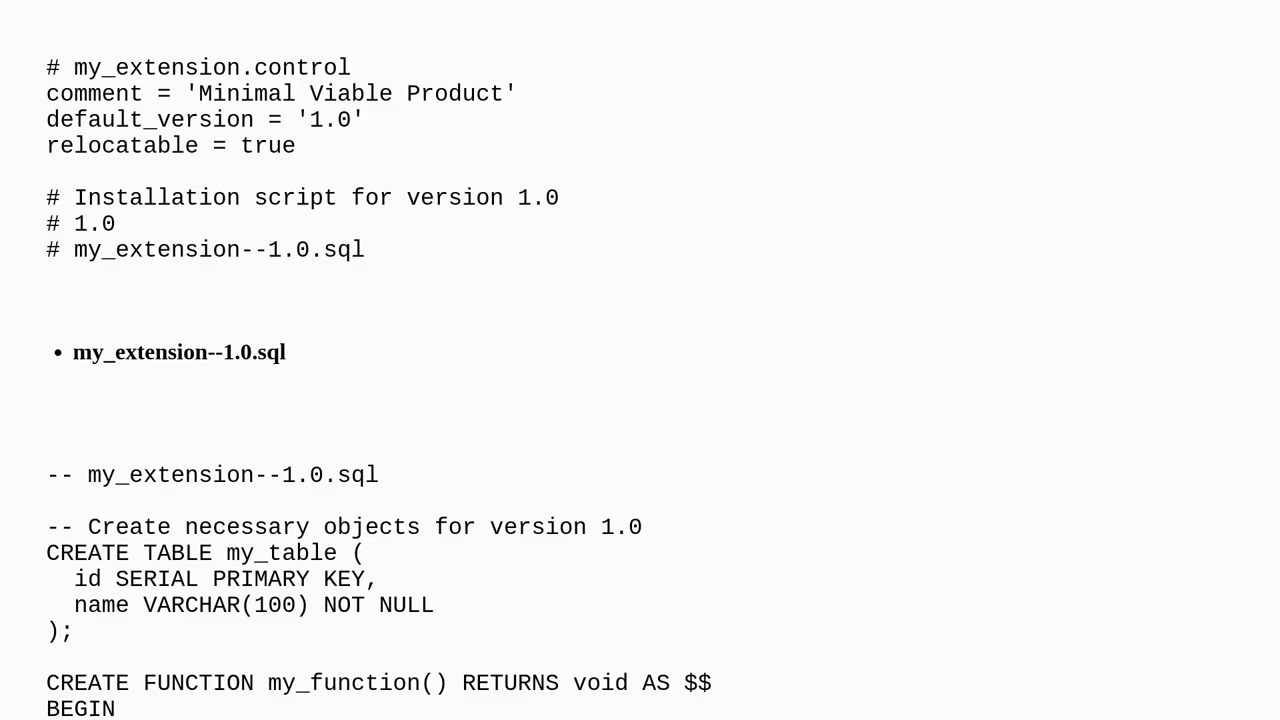 # my_extension.control
comment = 'Minimal Viable Product'
default_version = '1.0'
relocatable = true
# Installation script for version 1.0
# 1.0
# my_extension--1.0.sql
• my_extension--1.0.sql
-- my_extension--1.0.sql
-- Create necessary objects for version 1.0
CREATE TABLE my_table (
  id SERIAL PRIMARY KEY,
  name VARCHAR(100) NOT NULL
);
CREATE FUNCTION my_function() RETURNS void AS $$
BEGIN